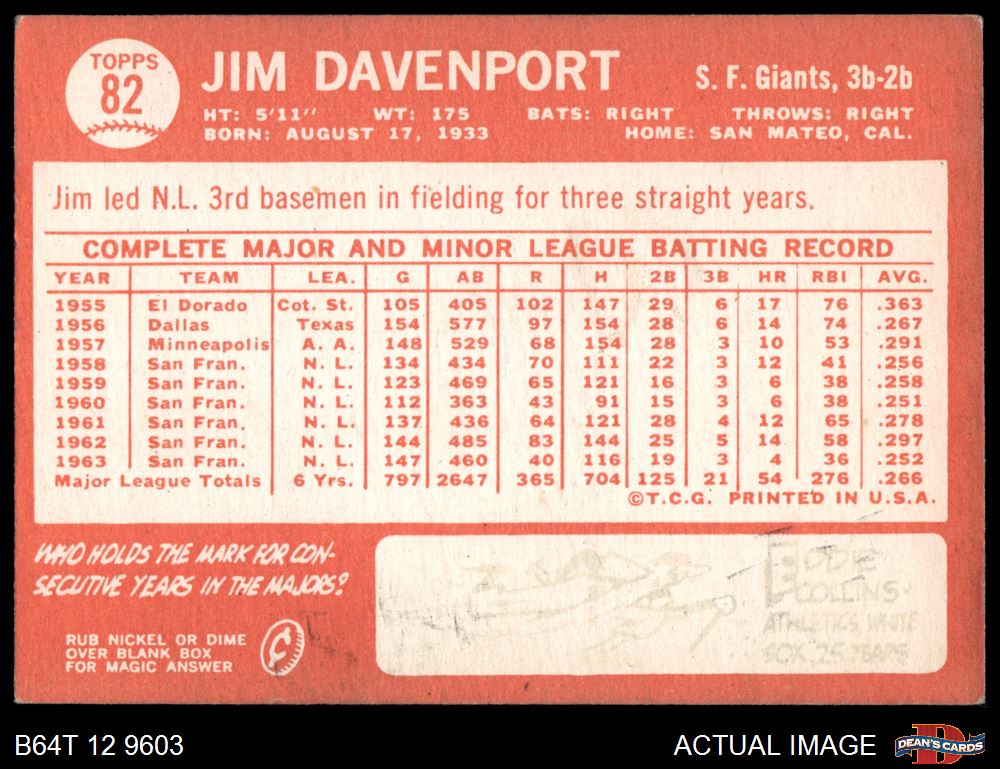 TOPPS
82
JIM DAVENPORT
S. F. Giants, 3b-2b
HT: 5'11" WT: 175 BATS: RIGHT THROWS: RIGHT
BORN: AUGUST 17, 1933 HOME: SAN MATEO, CAL.
Jim led N.L. 3rd basemen in fielding for three straight years.
COMPLETE MAJOR AND MINOR LEAGUE BATTING RECORD
YEAR TEAM LEA. G AB R H 2B 3B HR RBI AVG.
1955 El Dorado Cot. St. 105 405 102 147 29 6 17 76 .363
1956 Dallas Texas 154 577 97 154 28 6 14 74 .267
1957 Minneapolis A. A. 148 529 68 154 28 3 10 53 .291
1958 San Fran. N. L. 134 434 70 111 22 3 12 41 .256
1959 San Fran. N. L. 123 469 65 121 16 3 6 38 .258
1960 San Fran. N. L. 112 363 43 91 15 3 6 38 .251
1961 San Fran. N. L. 137 436 64 121 28 4 12 65 .278
1962 San Fran. N. L. 144 485 83 144 25 5 14 58 .297
1963 San Fran. N. L. 147 460 40 116 19 3 4 36 .252
Major League Totals 6 Yrs. 797 2647 365 704 125 21 54 276 .266
©T.C.G. PRINTED IN U.S.A.
WHO HOLDS THE MARK FOR CON-
SECUTIVE YEARS IN THE MAJORS?
RUB NICKEL OR DIME
OVER BLANK BOX
FOR MAGIC ANSWER
EDDIE
COLLINS-
ATHLETICS WHITE
SOX. 25 YEARS
B64T 12 9603
ACTUAL IMAGE
DEAN'S CARDS